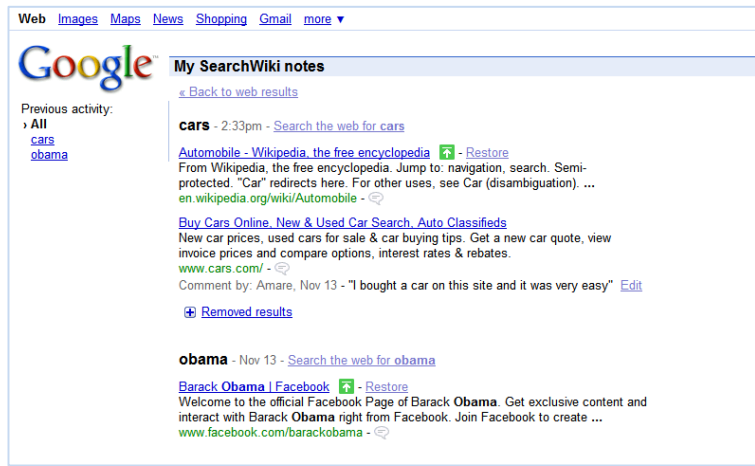 Web Images Maps News Shopping Gmail more ▼
Google™
My SearchWiki notes
« Back to web results
Previous activity:
› All
cars
obama
cars - 2:33pm - Search the web for cars
Automobile - Wikipedia, the free encyclopedia - Restore
From Wikipedia, the free encyclopedia. Jump to: navigation, search. Semi-
protected. "Car" redirects here. For other uses, see Car (disambiguation). ...
en.wikipedia.org/wiki/Automobile -
Buy Cars Online, New & Used Car Search, Auto Classifieds
New car prices, used cars for sale & car buying tips. Get a new car quote, view
invoice prices and compare options, interest rates & rebates.
www.cars.com/ -
Comment by: Amare, Nov 13 - "I bought a car on this site and it was very easy" Edit
Removed results
obama - Nov 13 - Search the web for obama
Barack Obama | Facebook - Restore
Welcome to the official Facebook Page of Barack Obama. Get exclusive content and
interact with Barack Obama right from Facebook. Join Facebook to create ...
www.facebook.com/barackobama -